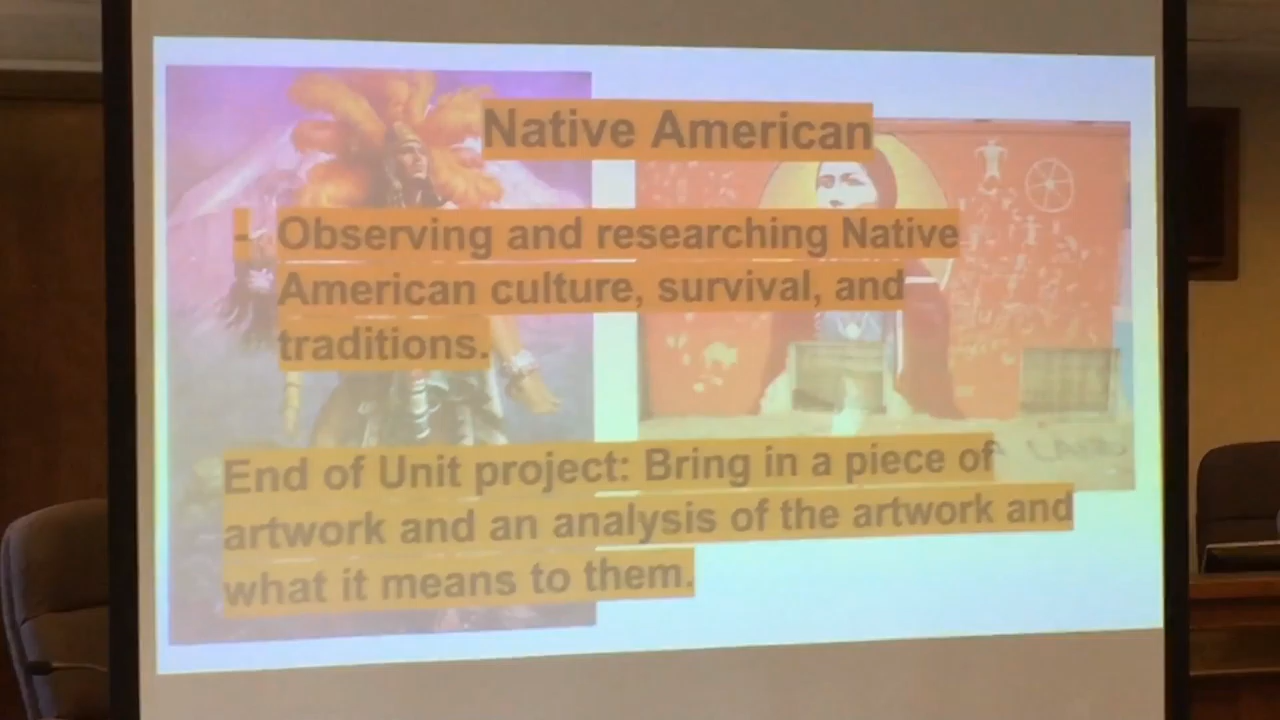 Native American
- Observing and researching Native
American culture, survival, and
traditions.
End of Unit project: Bring in a piece of
artwork and an analysis of the artwork and
what it means to them.